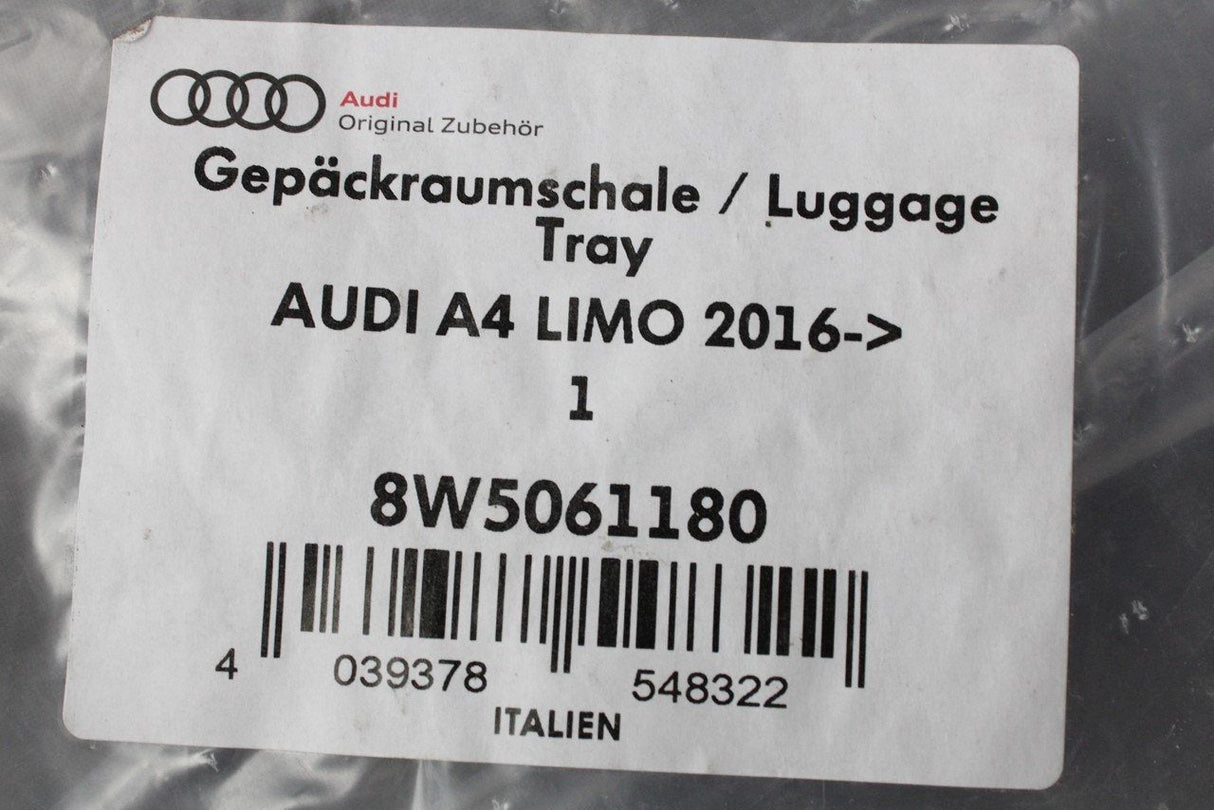 Audi
Original Zubehör
Gepäckraumschale / Luggage
Tray
AUDI A4 LIMO 2016->
1
8W5061180
4 039378 548322
ITALIEN